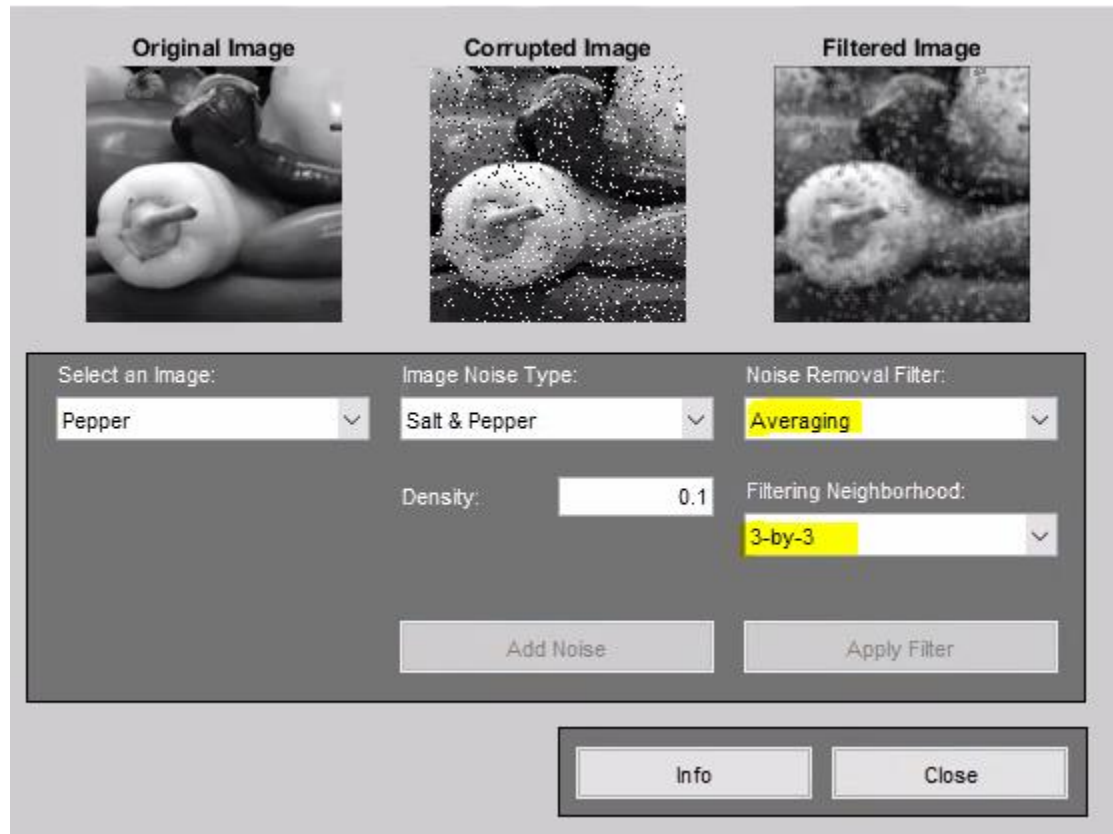 Original Image
Corrupted Image
Filtered Image
Select an Image:
Image Noise Type:
Noise Removal Filter:
Pepper
Salt & Pepper
Averaging
Density:
0.1
Filtering Neighborhood:
3-by-3
Add Noise
Apply Filter
Info
Close